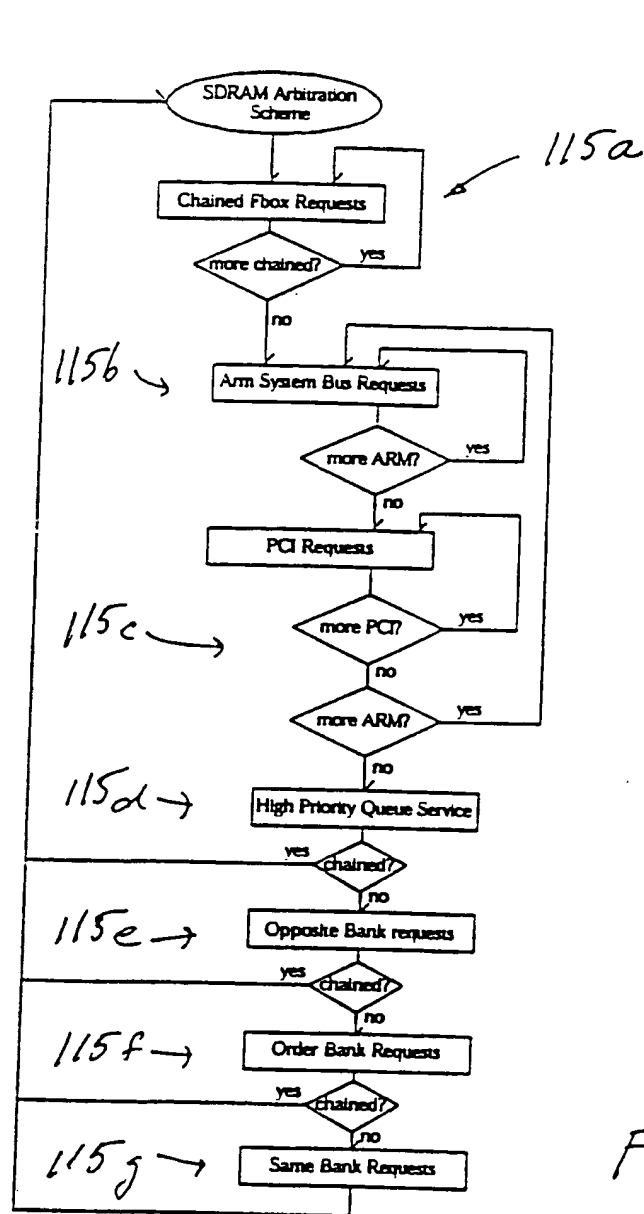 SDRAM Arbitration
Scheme
115a
Chained Fbox Requests
more chained?
yes
no
115b
Arm System Bus Requests
more ARM?
yes
no
PCI Requests
115c
more PCI?
yes
no
more ARM?
yes
no
115d
High Priority Queue Service
yes
chained?
no
115e
Opposite Bank requests
yes
chained?
no
115f
Order Bank Requests
yes
chained?
no
115g
Same Bank Requests
F